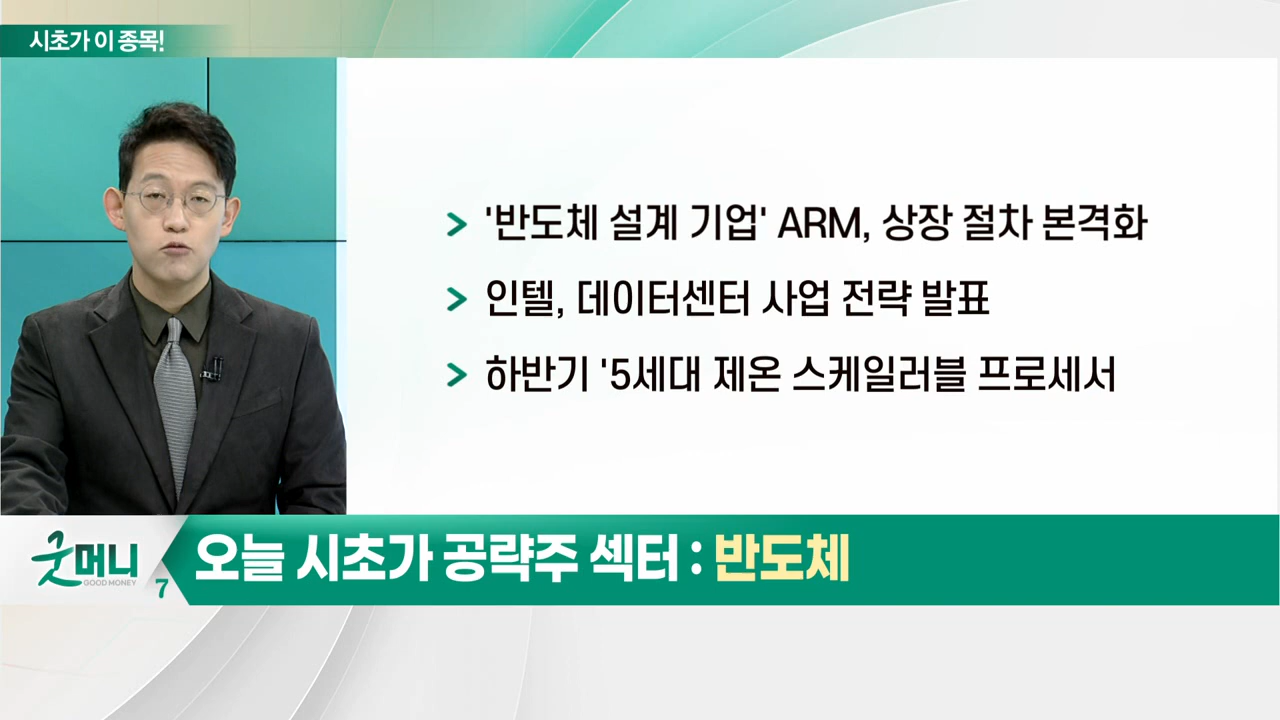 시초가 이 종목!
> '반도체 설계 기업' ARM, 상장 절차 본격화
> 인텔, 데이터센터 사업 전략 발표
> 하반기 '5세대 제온 스케일러블 프로세서
굿머니
GOOD MONEY
7
오늘 시초가 공략주 섹터 : 반도체